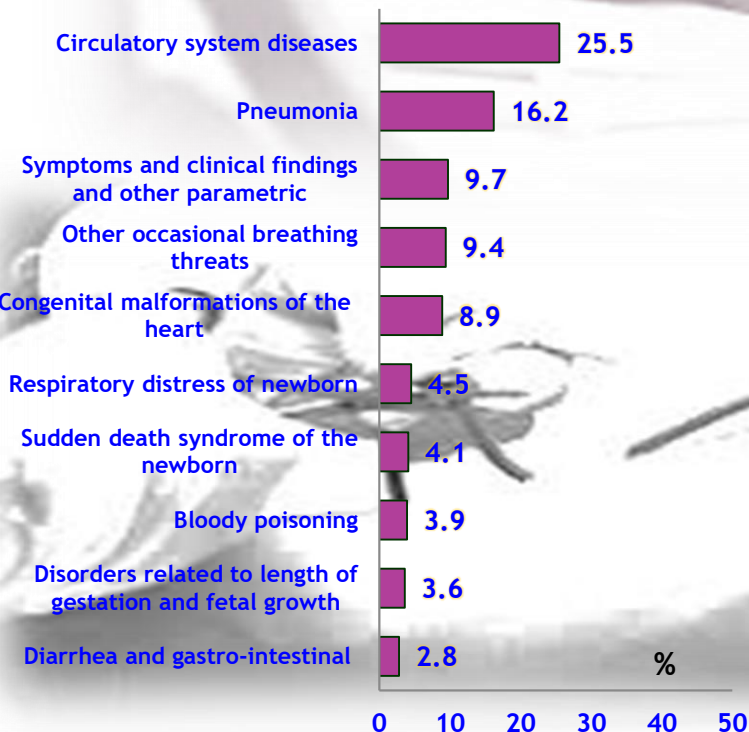 Circulatory system diseases
25.5
Pneumonia
16.2
Symptoms and clinical findings
and other parametric
9.7
Other occasional breathing
threats
9.4
Congenital malformations of the
heart
8.9
Respiratory distress of newborn
4.5
Sudden death syndrome of the
newborn
4.1
Bloody poisoning
3.9
Disorders related to length of
gestation and fetal growth
3.6
Diarrhea and gastro-intestinal
2.8
%
0 10 20 30 40 50